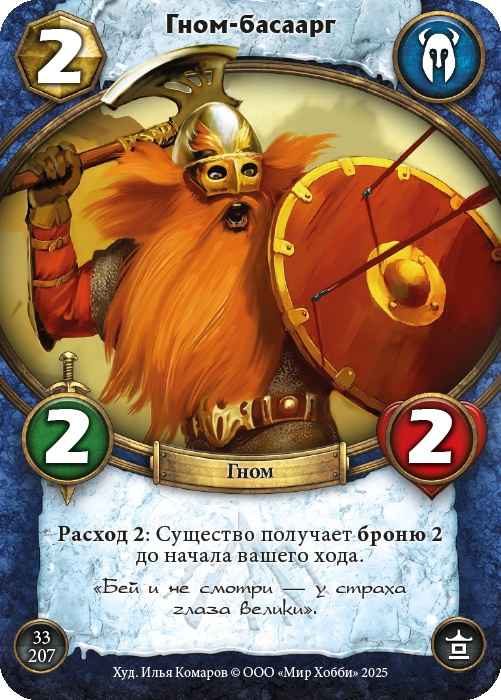 Гном-басаарг
2
2
2
Гном
Расход 2: Существо получает броню 2
до начала вашего хода.
«Бей и не смотри — у страха
глаза велики».
33
207
Худ. Илья Комаров © ООО «Мир Хобби» 2025